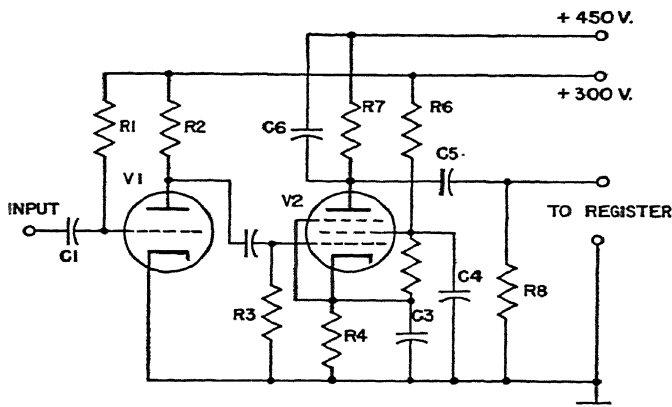 + 450 V.
+ 300 V.
R1
R2
C6
R7
R6
C5
V1
V2
INPUT
C1
TO REGISTER
R3
R4
C3
C4
R8